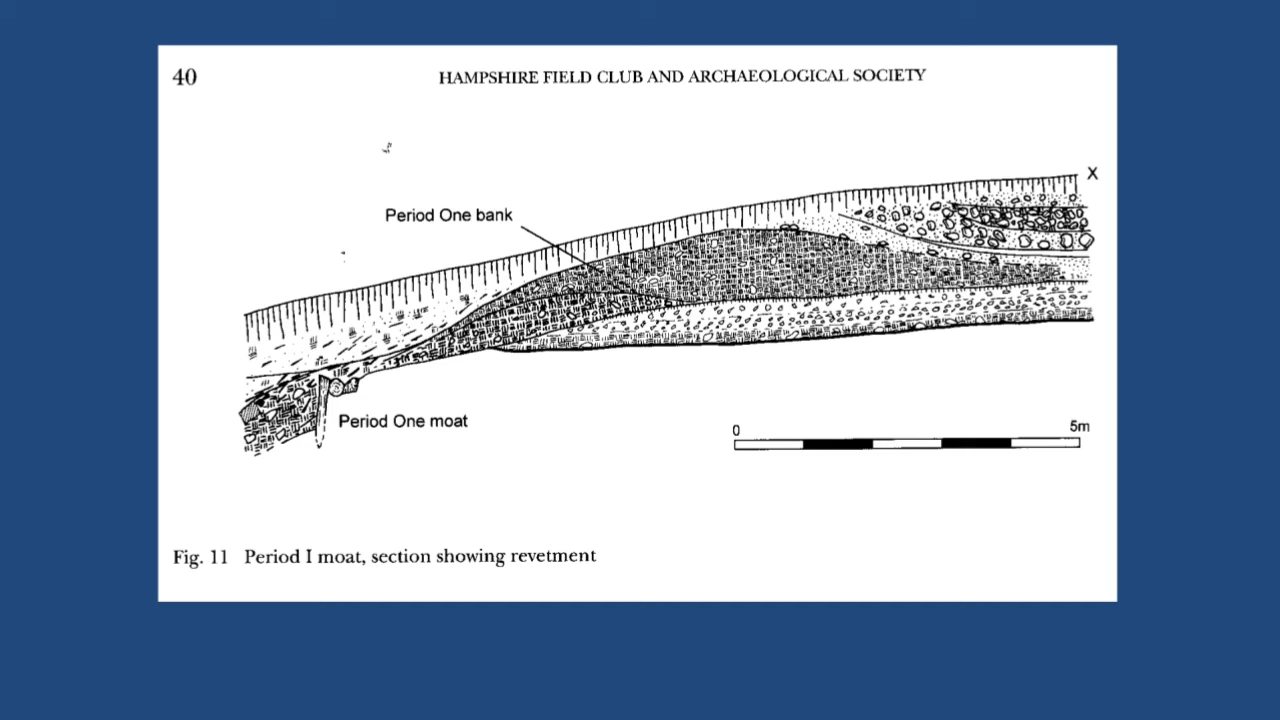 40 HAMPSHIRE FIELD CLUB AND ARCHAEOLOGICAL SOCIETY
X
Period One bank
Period One moat
0 5m
Fig. 11 Period I moat, section showing revetment